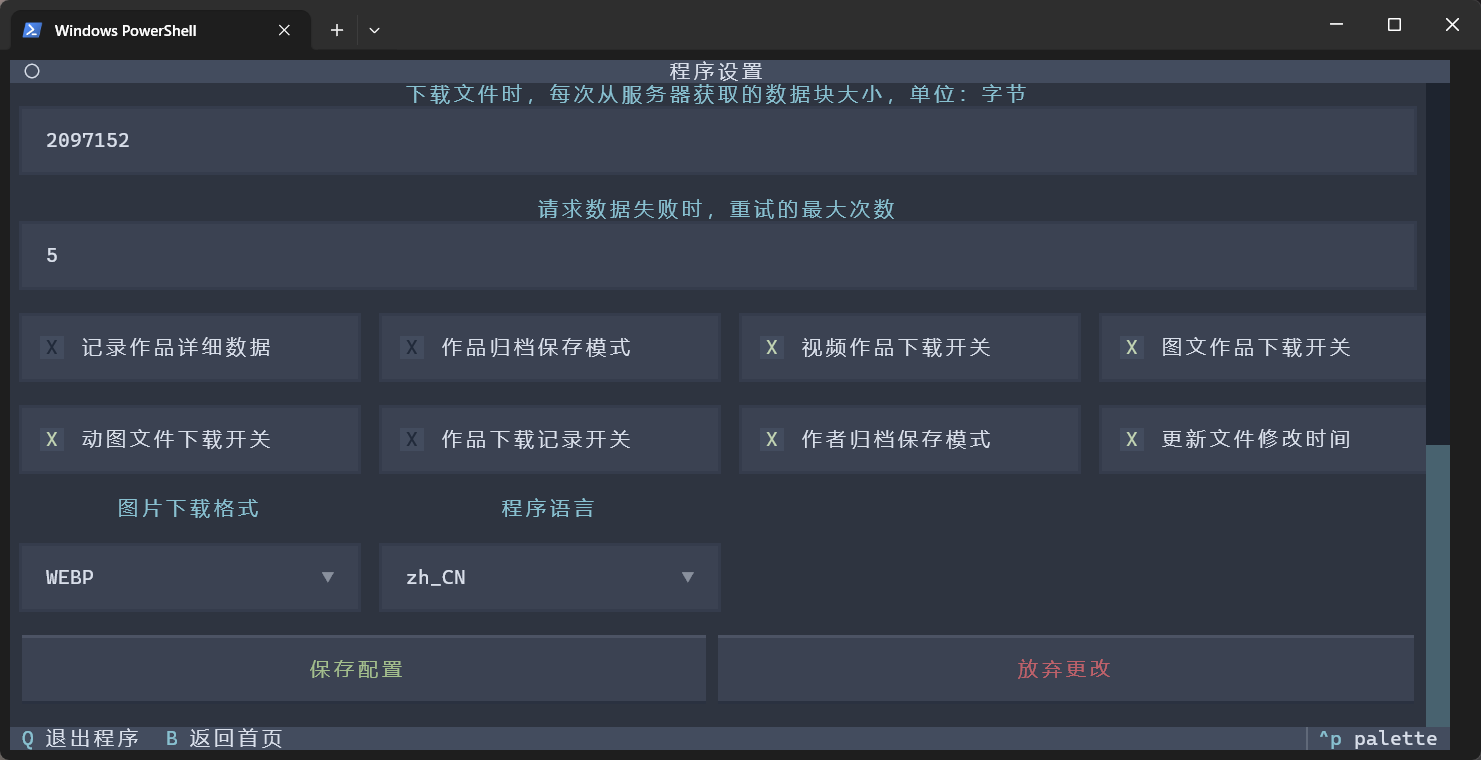 Windows PowerShell
程序设置
下载文件时，每次从服务器获取的数据块大小，单位：字节
2097152
请求数据失败时，重试的最大次数
5
X 记录作品详细数据 X 作品归档保存模式 X 视频作品下载开关 X 图文作品下载开关
X 动图文件下载开关 X 作品下载记录开关 X 作者归档保存模式 X 更新文件修改时间
图片下载格式 程序语言
WEBP ▼ zh_CN ▼
保存配置 放弃更改
Q 退出程序 B 返回首页 ^p palette